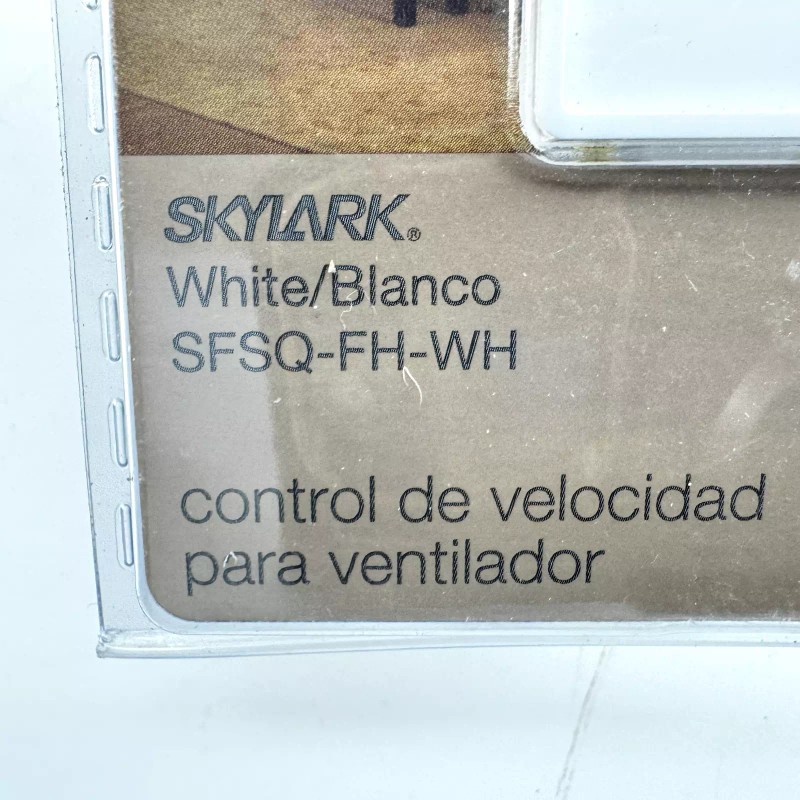 SKYLARK®
White/Blanco
SFSQ-FH-WH
control de velocidad
para ventilador